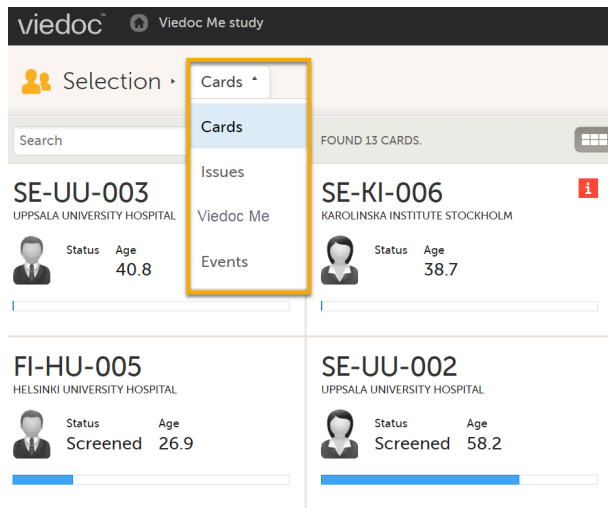 viedoc™ Viedoc Me study
Selection Cards
Cards
Issues
Viedoc Me
Events
Search
FOUND 13 CARDS.
SE-UU-003
UPPSALA UNIVERSITY HOSPITAL
Status Age
40.8
SE-KI-006
i
KAROLINSKA INSTITUTE STOCKHOLM
Status Age
38.7
FI-HU-005
HELSINKI UNIVERSITY HOSPITAL
Status Age
Screened 26.9
SE-UU-002
UPPSALA UNIVERSITY HOSPITAL
Status Age
Screened 58.2